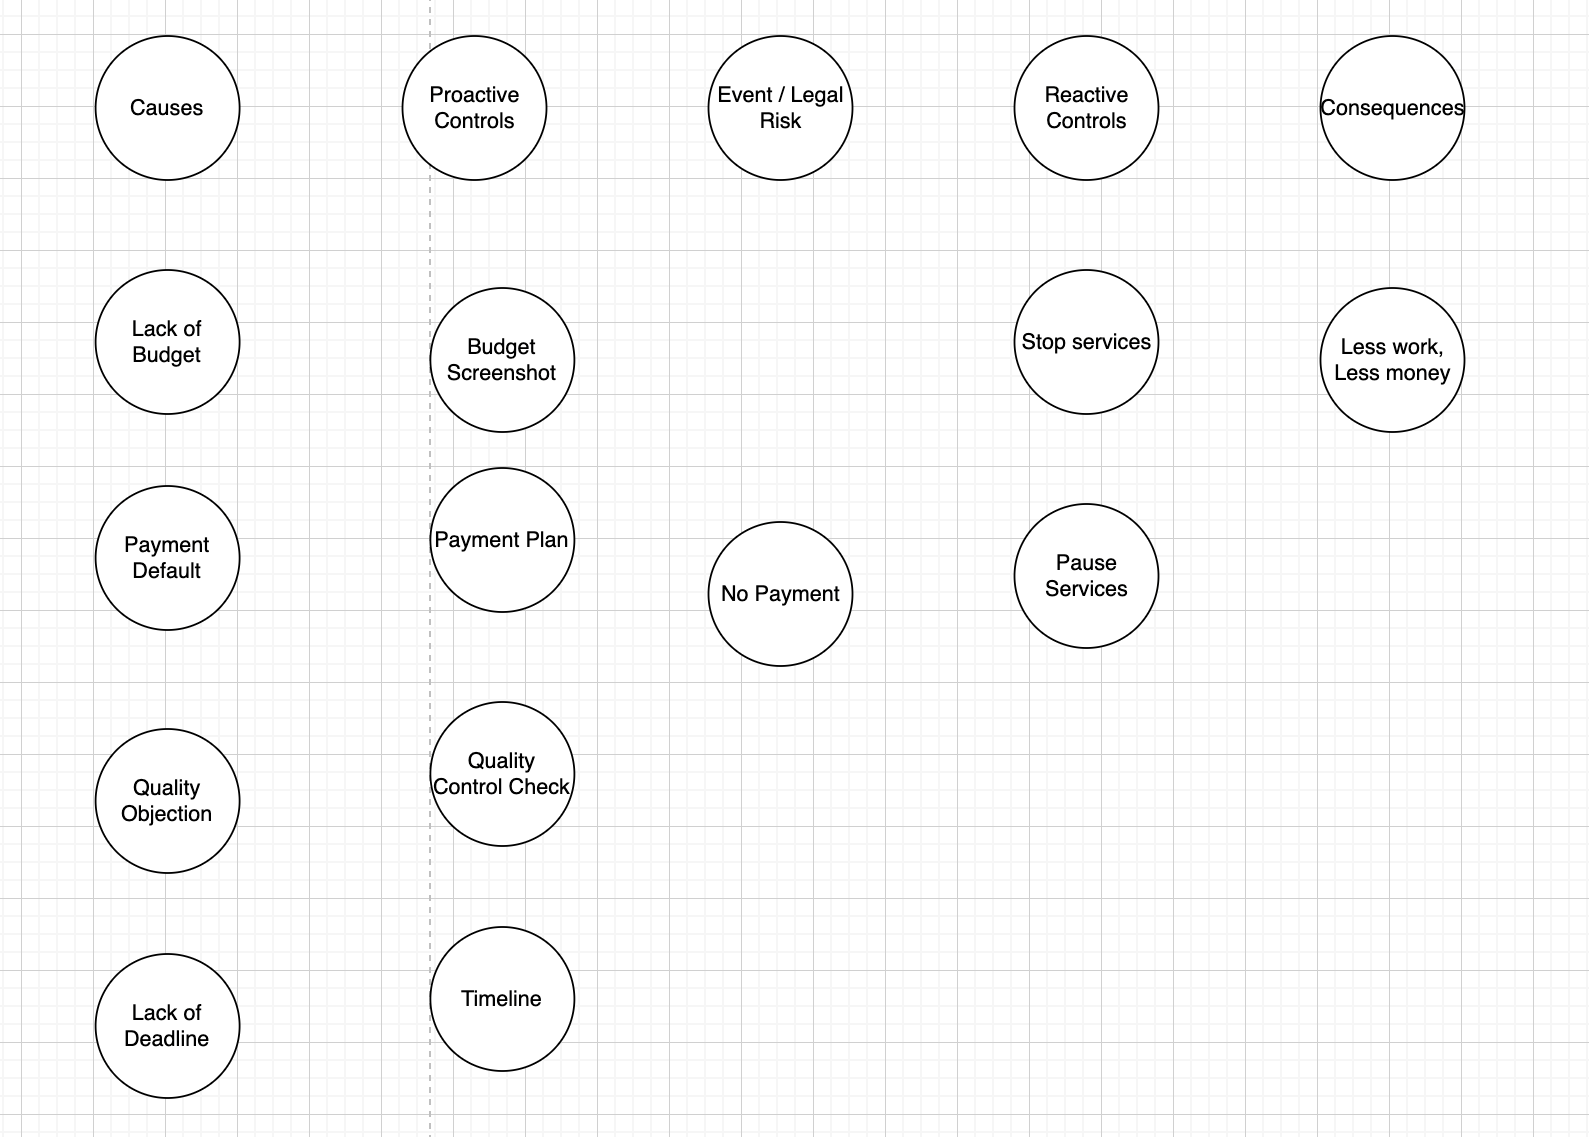 Causes
Proactive
Controls
Event / Legal
Risk
Reactive
Controls
Consequences
Lack of
Budget
Budget
Screenshot
Stop services
Less work,
Less money
Payment
Default
Payment Plan
No Payment
Pause
Services
Quality
Objection
Quality
Control Check
Lack of
Deadline
Timeline